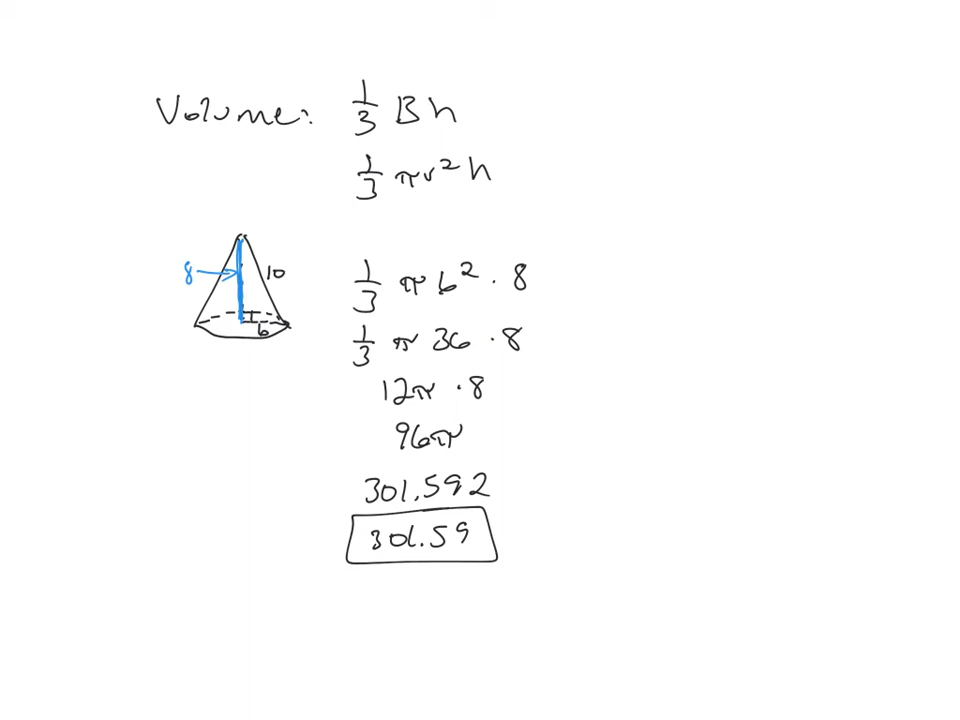 Volume: 1/3 Bh
1/3 πr²h
8
10
6
1/3 π 6² · 8
1/3 π 36 · 8
12π · 8
96π
301.592
301.59